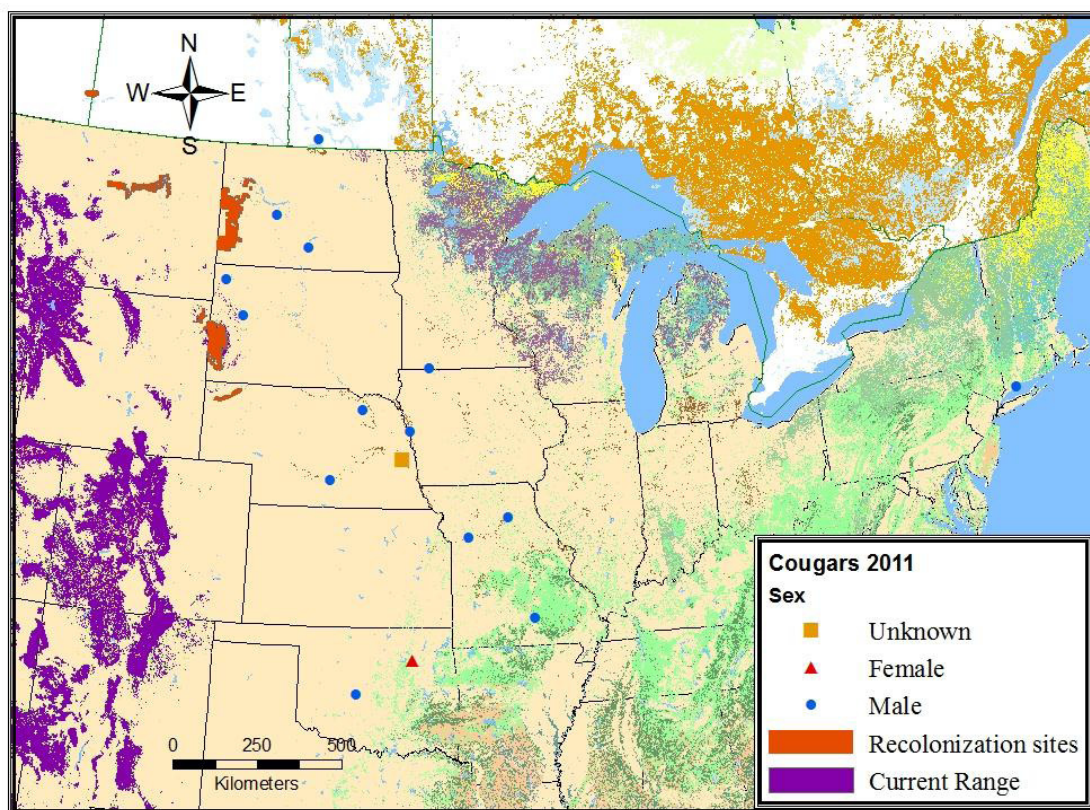 N
W E
S
Cougars 2011
Sex
Unknown
Female
Male
Recolonization sites
Current Range
0 250 500
Kilometers